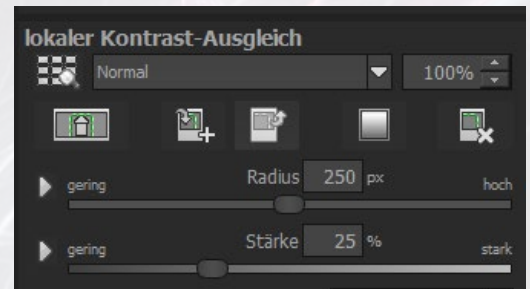 lokaler Kontrast-Ausgleich
Normal 100%
gering Radius 250 px hoch
gering Stärke 25 % stark